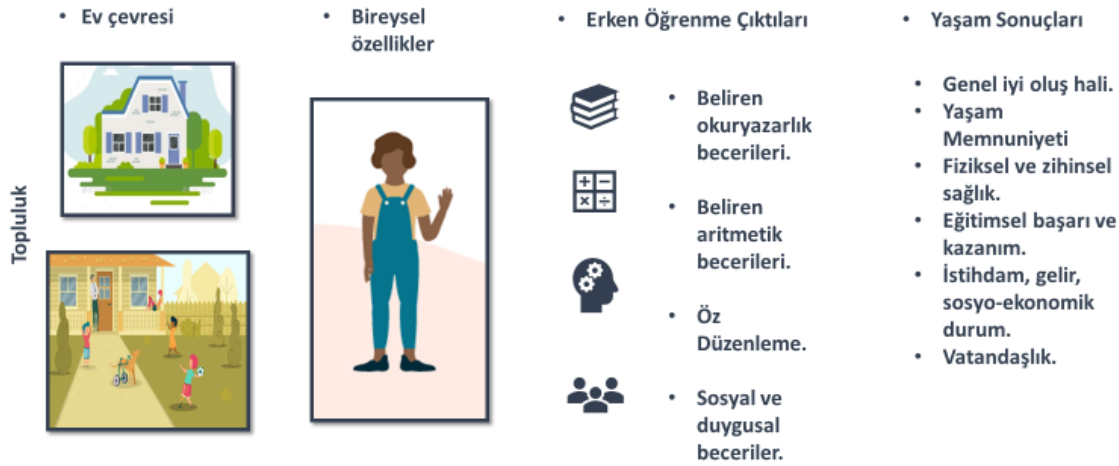 • Ev çevresi
• Bireysel
özellikler
• Erken Öğrenme Çıktıları
• Yaşam Sonuçları
Topluluk
• Beliren
okuryazarlık
becerileri.
• Beliren
aritmetik
becerileri.
• Öz
Düzenleme.
• Sosyal ve
duygusal
beceriler.
• Genel iyi oluş hali.
• Yaşam
Memnuniyeti
• Fiziksel ve zihinsel
sağlık.
• Eğitimsel başarı ve
kazanım.
• İstihdam, gelir,
sosyo-ekonomik
durum.
• Vatandaşlık.